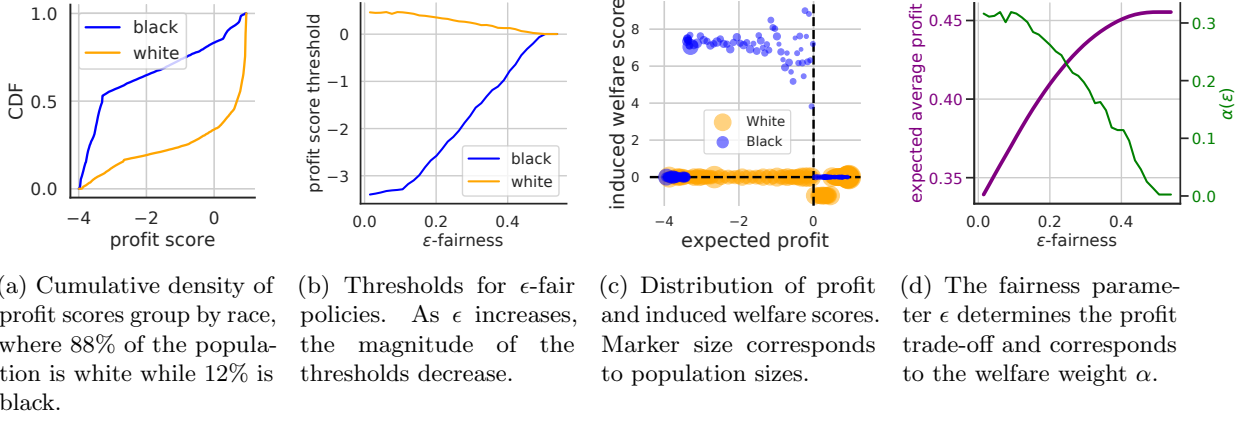 CDF
1.0
0.5
0.0
black
white
−4
−2
0
profit score
profit score threshold
0
−1
−2
−3
black
white
0.0
0.2
0.4
ε-fairness
induced welfare score
8
6
4
2
0
White
Black
−4
−2
0
expected profit
expected average profit
0.45
0.40
0.35
0.3
0.2
0.1
0.0
α(ε)
0.0
0.2
0.4
ε-fairness
(a) Cumulative density of
profit scores group by race,
where 88% of the popula-
tion is white while 12% is
black.
(b) Thresholds for ϵ-fair
policies. As ϵ increases,
the magnitude of the
thresholds decrease.
(c) Distribution of profit
and induced welfare scores.
Marker size corresponds
to population sizes.
(d) The fairness parame-
ter ϵ determines the profit
trade-off and corresponds
to the welfare weight α.